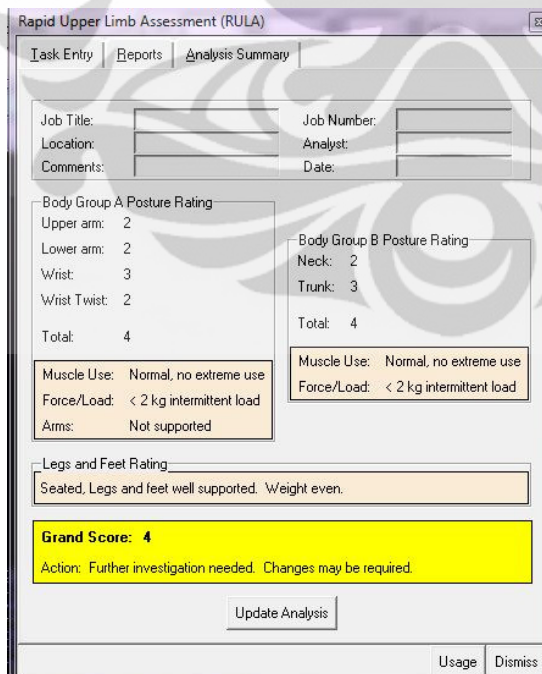 Rapid Upper Limb Assessment (RULA)
Task Entry Reports Analysis Summary
Job Title: Job Number:
Location: Analyst:
Comments: Date:
Body Group A Posture Rating
Upper arm: 2
Lower arm: 2
Wrist: 3
Wrist Twist: 2
Total: 4
Muscle Use: Normal, no extreme use
Force/Load: < 2 kg intermittent load
Arms: Not supported
Body Group B Posture Rating
Neck: 2
Trunk: 3
Total: 4
Muscle Use: Normal, no extreme use
Force/Load: < 2 kg intermittent load
Legs and Feet Rating
Seated, Legs and feet well supported. Weight even.
Grand Score: 4
Action: Further investigation needed. Changes may be required.
Update Analysis
Usage Dismiss